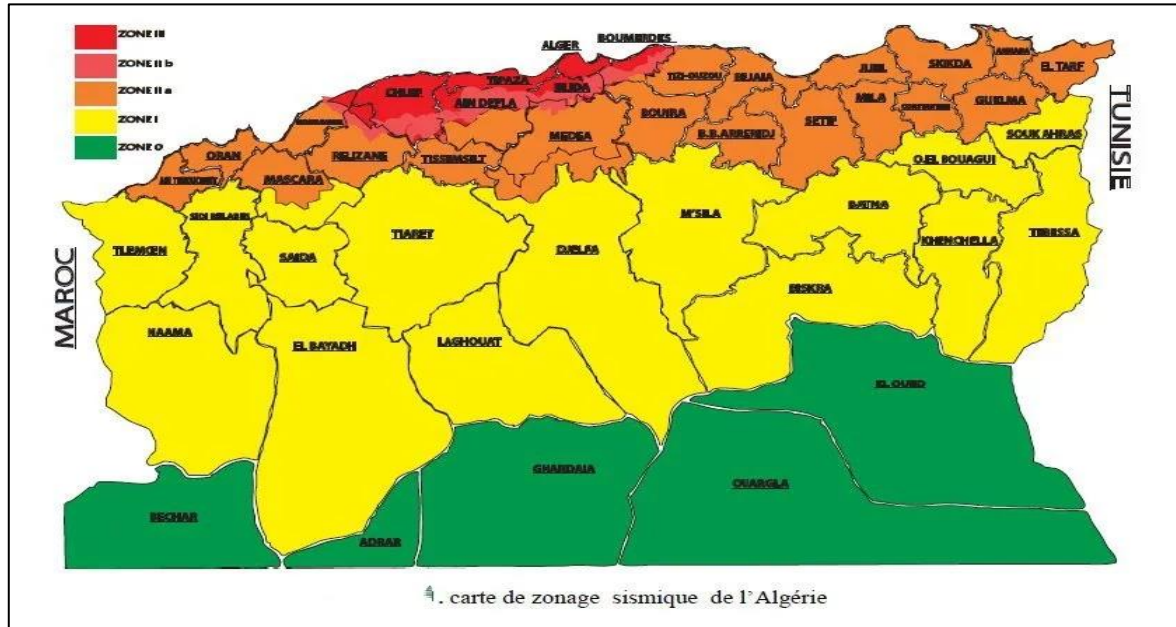 ZONE III
ZONE II b
ZONE II a
ZONE I
ZONE 0
ALGER
BOUMERDES
TIPAZA
CHLEF
BLIDA
AIN DEFLA
TIZI-OUZOU
BEJAIA
JIJEL
SKIKDA
ANNABA
EL TARF
MILA
GUELMA
BOUIRA
SETIF
B.B.ARRERIDJ
MEDEA
SOUK AHRAS
ORAN
RELIZANE
TISSEMSILT
MASCARA
O.EL BOUAGUI
SIDI BELABBES
TLEMCEN
SAIDA
TIARET
DJELFA
M'SILA
BATNA
KHENCHELLA
TEBESSA
BISKRA
NAAMA
EL BAYADH
LAGHOUAT
EL OUED
GHARDAIA
OUARGLA
BECHAR
ADRAR
MAROC
TUNISIE
. carte de zonage sismique de l'Algérie